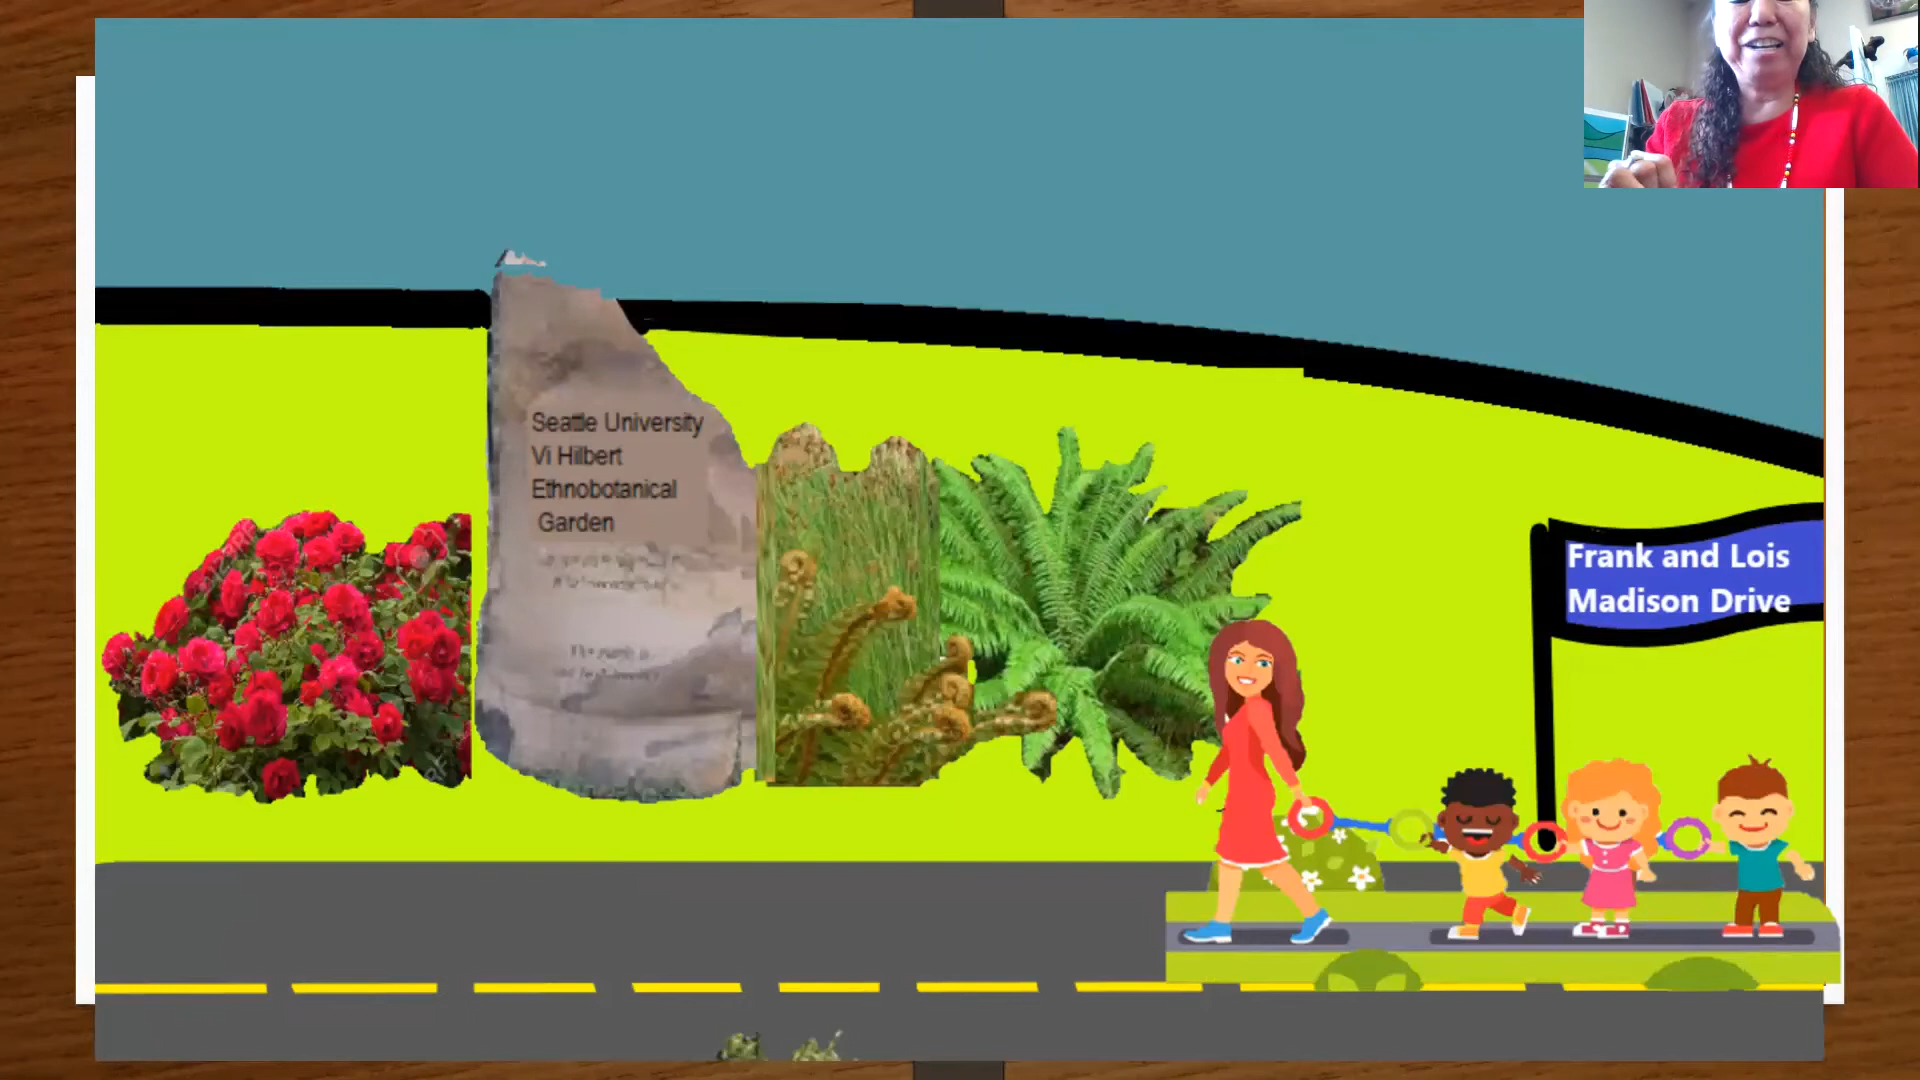 Seattle University
Vi Hilbert
Ethnobotanical
Garden
Frank and Lois
Madison Drive